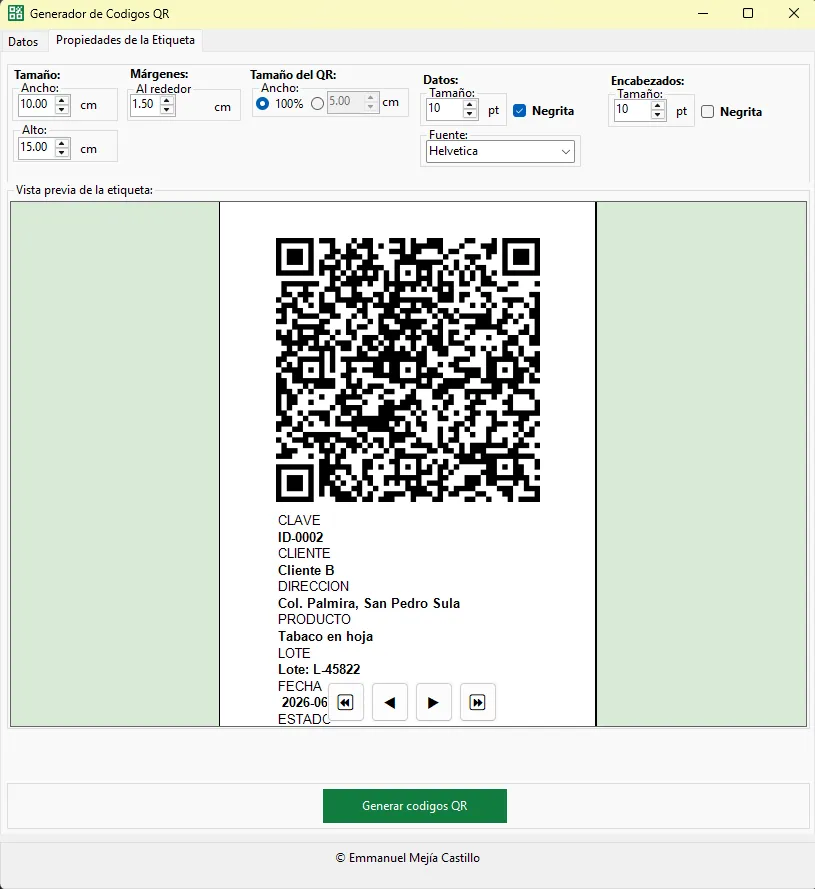 Generador de Codigos QR
Datos
Propiedades de la Etiqueta
Tamaño:
Ancho:
10.00 cm
Alto:
15.00 cm
Márgenes:
Al rededor
1.50 cm
Tamaño del QR:
Ancho:
100% 5.00 cm
Datos:
Tamaño:
10 pt Negrita
Fuente:
Helvetica
Encabezados:
Tamaño:
10 pt Negrita
Vista previa de la etiqueta:
CLAVE
ID-0002
CLIENTE
Cliente B
DIRECCION
Col. Palmira, San Pedro Sula
PRODUCTO
Tabaco en hoja
LOTE
Lote: L-45822
FECHA
2026-06
ESTADO
Generar codigos QR
© Emmanuel Mejía Castillo